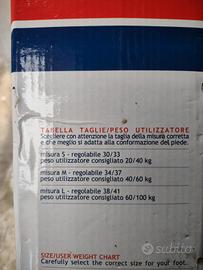 TABELLA TAGLIE/PESO UTILIZZATORE
Scegliere con attenzione la taglia della misura corretta
e che meglio si adatta alla conformazione del piede.
misura S - regolabile 30/33
peso utilizzatore consigliato 20/40 kg
misura M - regolabile 34/37
peso utilizzatore consigliato 40/60 kg
misura L - regolabile 38/41
peso utilizzatore consigliato 60/100 kg
SIZE/USER WEIGHT CHART
Carefully select the correct size for your foot.
subito